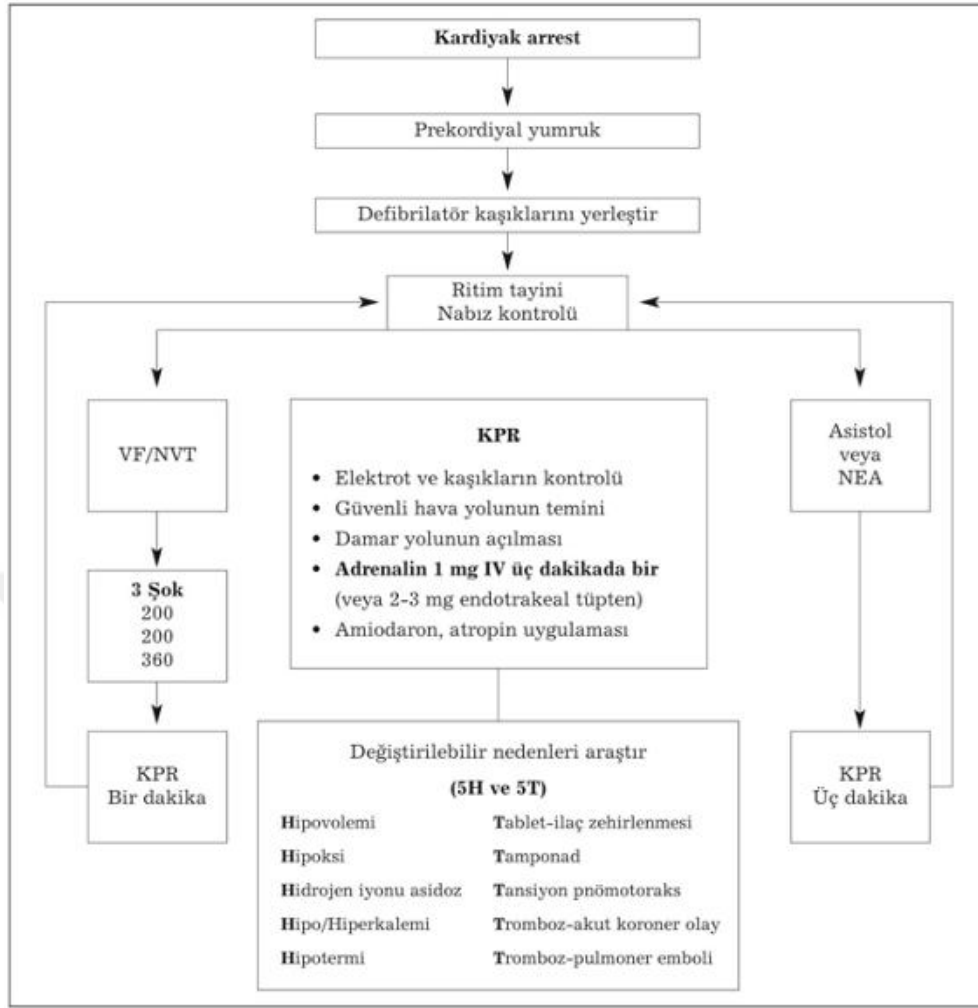 Kardiyak arrest
Prekordiyal yumruk
Defibrilatör kaşıklarını yerleştir
Ritim tayini
Nabız kontrolü
VF/NVT
3 Şok
200
200
360
KPR
Bir dakika
KPR
• Elektrot ve kaşıkların kontrolü
• Güvenli hava yolunun temini
• Damar yolunun açılması
• Adrenalin 1 mg IV üç dakikada bir
(veya 2-3 mg endotrakeal tüpten)
• Amiodaron, atropin uygulaması
Değiştirilebilir nedenleri araştır
(5H ve 5T)
Hipovolemi Tablet-ilaç zehirlenmesi
Hipoksi Tamponad
Hidrojen iyonu asidoz Tansiyon pnömotoraks
Hipo/Hiperkalemi Tromboz-akut koroner olay
Hipotermi Tromboz-pulmoner emboli
Asistol
veya
NEA
KPR
Üç dakika